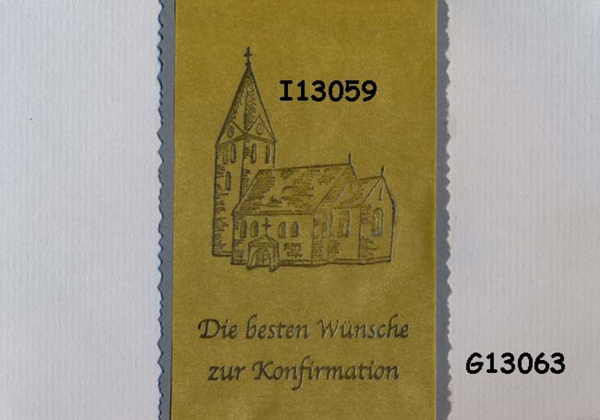 I13059
Die besten Wünsche
zur Konfirmation
G13063